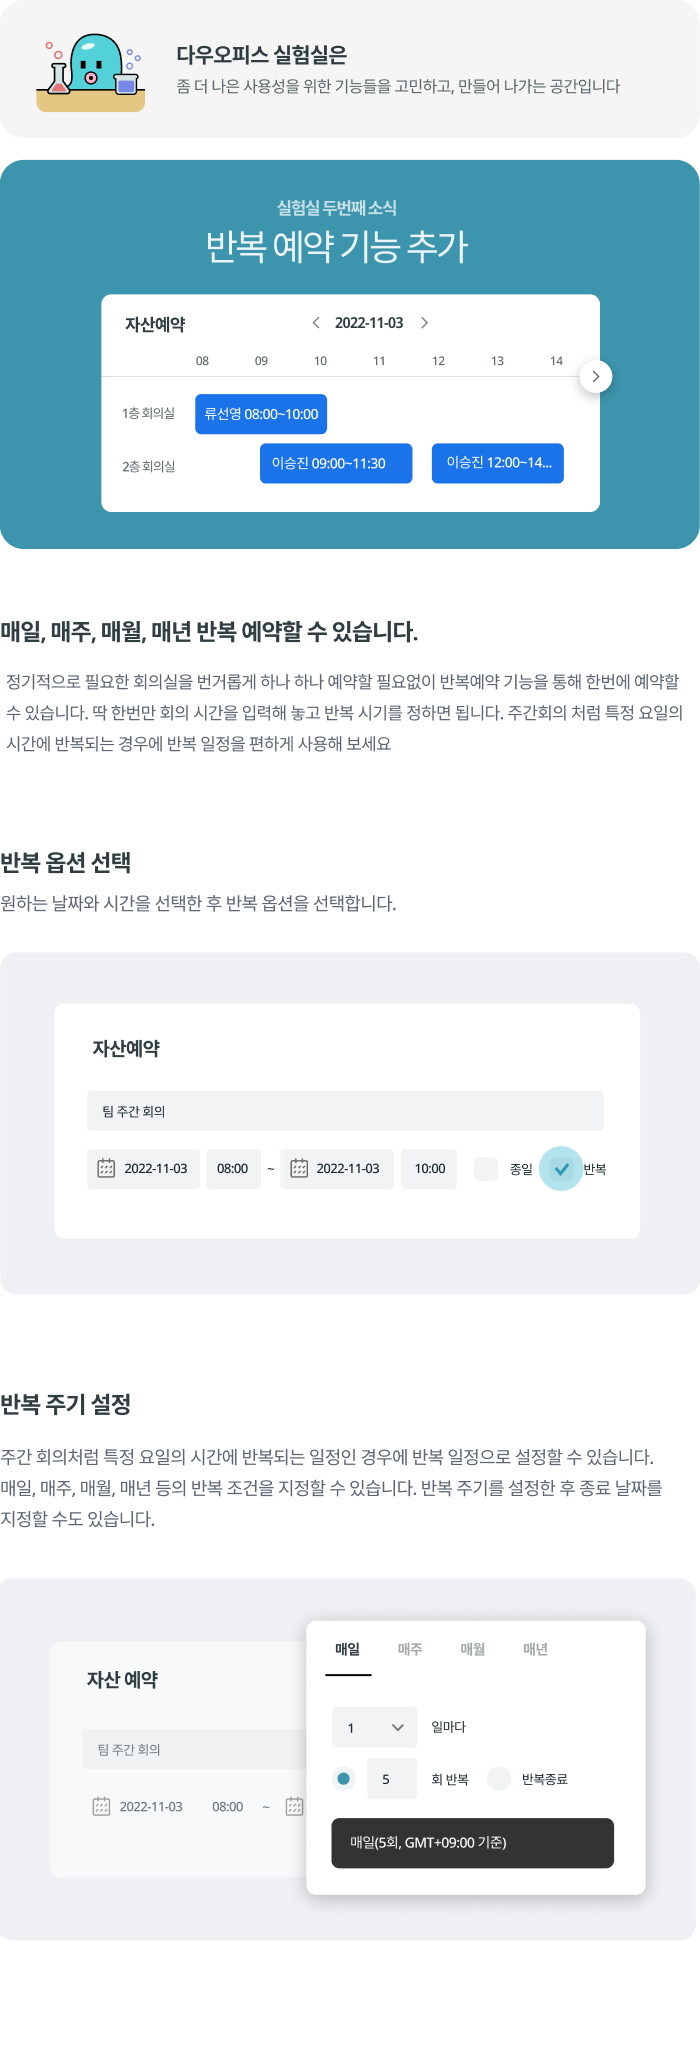 다우오피스 실험실은
좀 더 나은 사용성을 위한 기능들을 고민하고, 만들어 나가는 공간입니다
실험실 두번째 소식
반복 예약 기능 추가
자산예약
2022-11-03
08 09 10 11 12 13 14
1층 회의실 류선영 08:00~10:00
2층 회의실 이승진 09:00~11:30 이승진 12:00~14...
매일, 매주, 매월, 매년 반복 예약할 수 있습니다.
정기적으로 필요한 회의실을 번거롭게 하나 하나 예약할 필요없이 반복예약 기능을 통해 한번에 예약할
수 있습니다. 딱 한번만 회의 시간을 입력해 놓고 반복 시기를 정하면 됩니다. 주간회의 처럼 특정 요일의
시간에 반복되는 경우에 반복 일정을 편하게 사용해 보세요
반복 옵션 선택
원하는 날짜와 시간을 선택한 후 반복 옵션을 선택합니다.
자산예약
팀 주간 회의
2022-11-03 08:00 ~ 2022-11-03 10:00 종일 반복
반복 주기 설정
주간 회의처럼 특정 요일의 시간에 반복되는 일정인 경우에 반복 일정으로 설정할 수 있습니다.
매일, 매주, 매월, 매년 등의 반복 조건을 지정할 수 있습니다. 반복 주기를 설정한 후 종료 날짜를
지정할 수도 있습니다.
자산 예약
팀 주간 회의
2022-11-03 08:00 ~
매일 매주 매월 매년
1 일마다
5 회 반복 반복종료
매일(5회, GMT+09:00 기준)